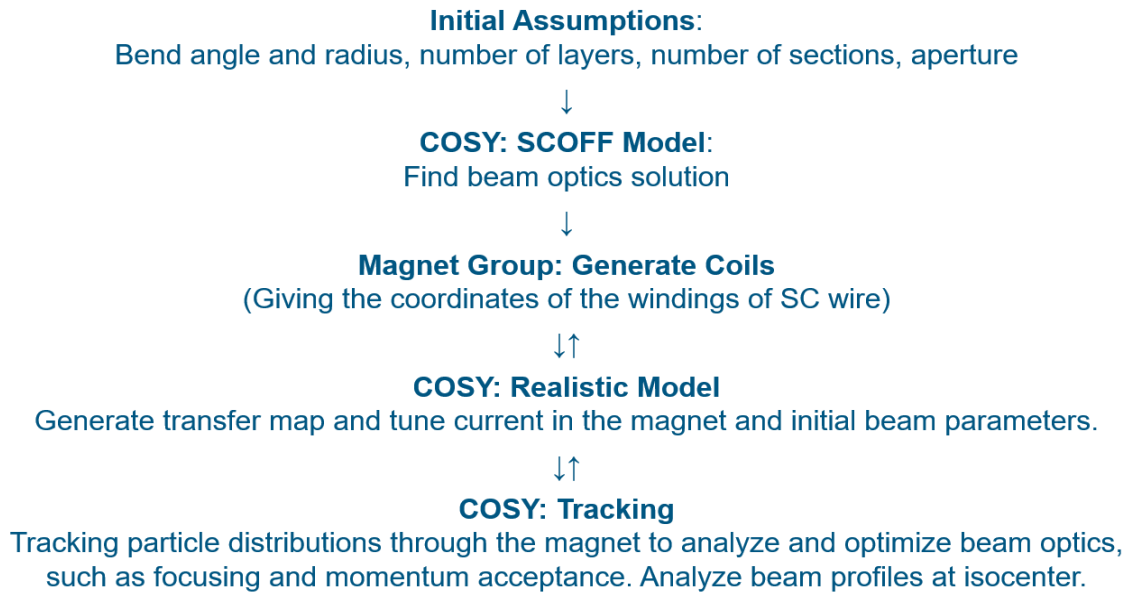 Initial Assumptions:
Bend angle and radius, number of layers, number of sections, aperture
↓
COSY: SCOFF Model:
Find beam optics solution
↓
Magnet Group: Generate Coils
(Giving the coordinates of the windings of SC wire)
↓↑
COSY: Realistic Model
Generate transfer map and tune current in the magnet and initial beam parameters.
↓↑
COSY: Tracking
Tracking particle distributions through the magnet to analyze and optimize beam optics,
such as focusing and momentum acceptance. Analyze beam profiles at isocenter.